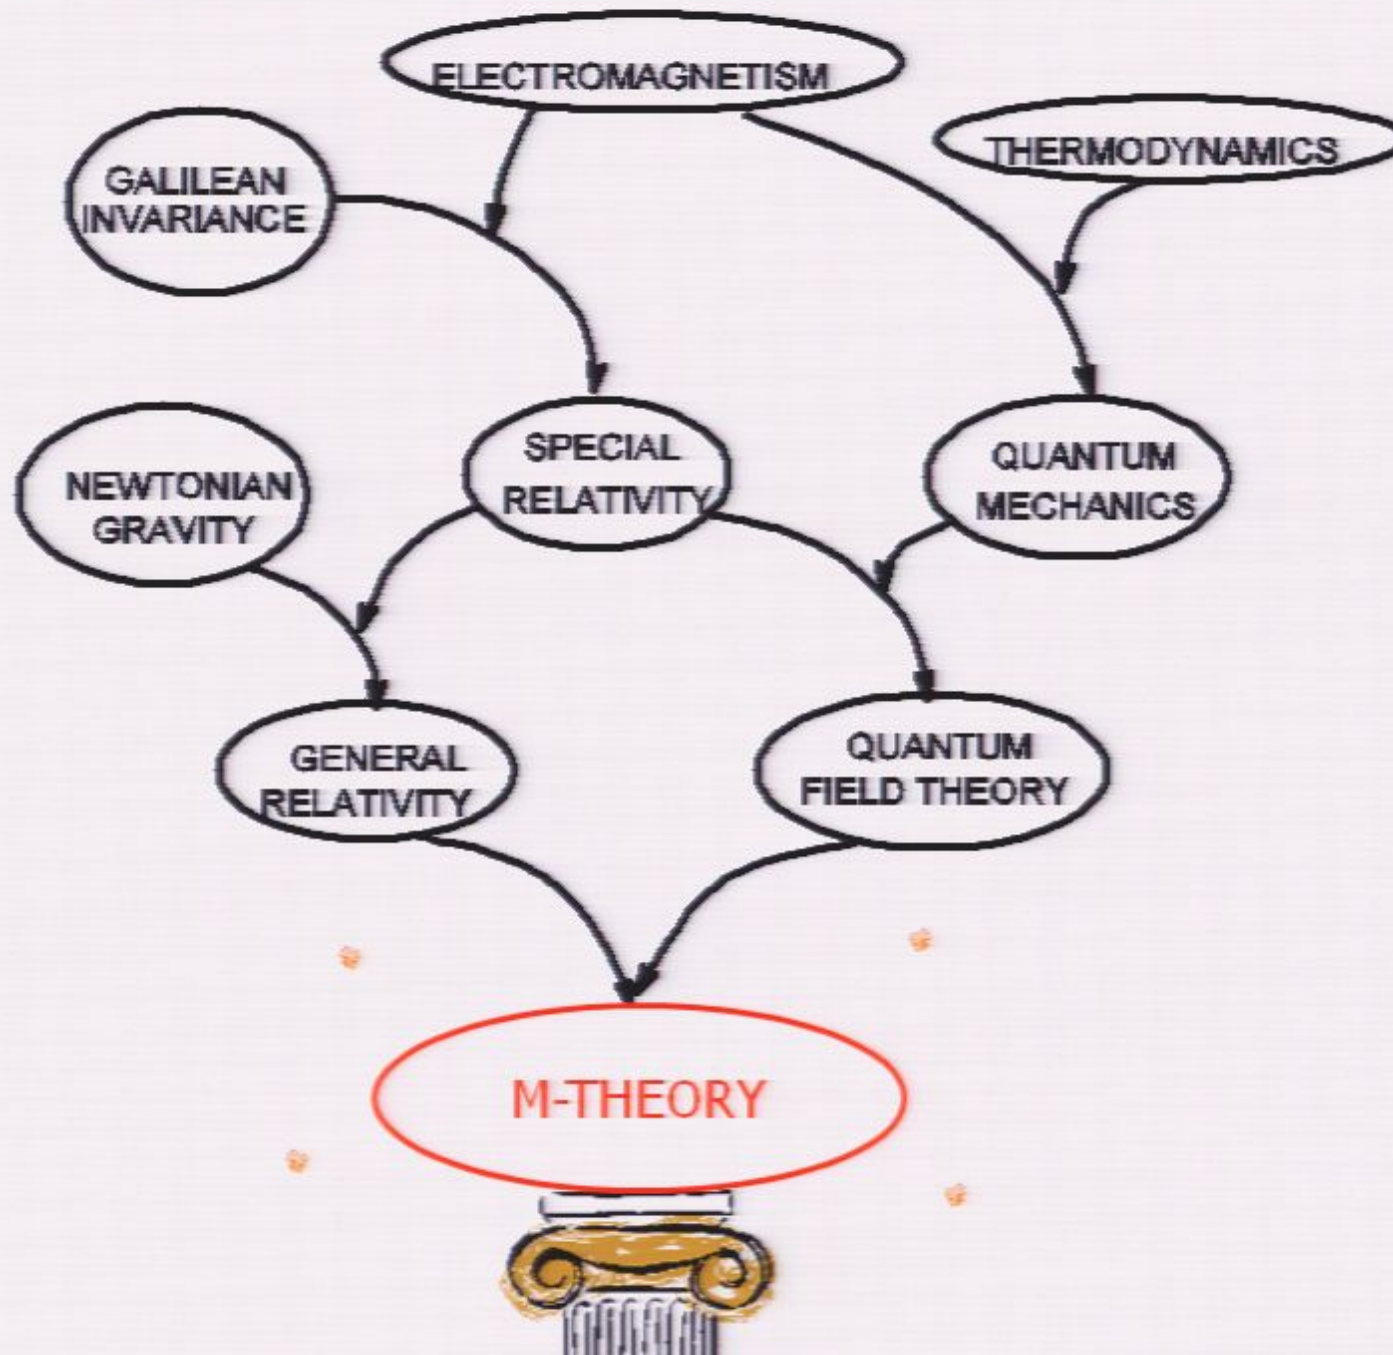 ELECTROMAGNETISM
THERMODYNAMICS
GALILEAN
INVARIANCE
SPECIAL
RELATIVITY
QUANTUM
MECHANICS
NEWTONIAN
GRAVITY
GENERAL
RELATIVITY
QUANTUM
FIELD THEORY
M-THEORY